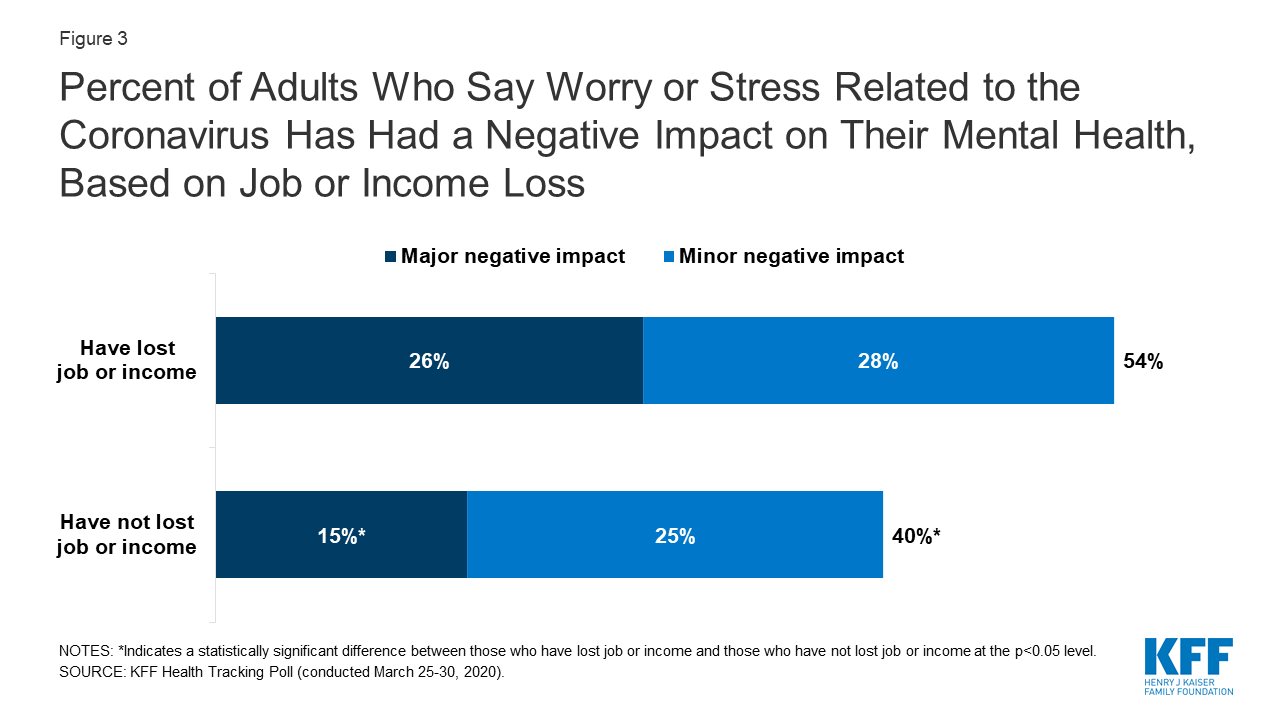 Figure 3
Percent of Adults Who Say Worry or Stress Related to the
Coronavirus Has Had a Negative Impact on Their Mental Health,
Based on Job or Income Loss
Major negative impact Minor negative impact
Have lost
job or income
26% 28% 54%
Have not lost
job or income
15%* 25% 40%*
NOTES: *Indicates a statistically significant difference between those who have lost job or income and those who have not lost job or income at the p<0.05 level.
SOURCE: KFF Health Tracking Poll (conducted March 25-30, 2020).
KFF
HENRY J KAISER
FAMILY FOUNDATION